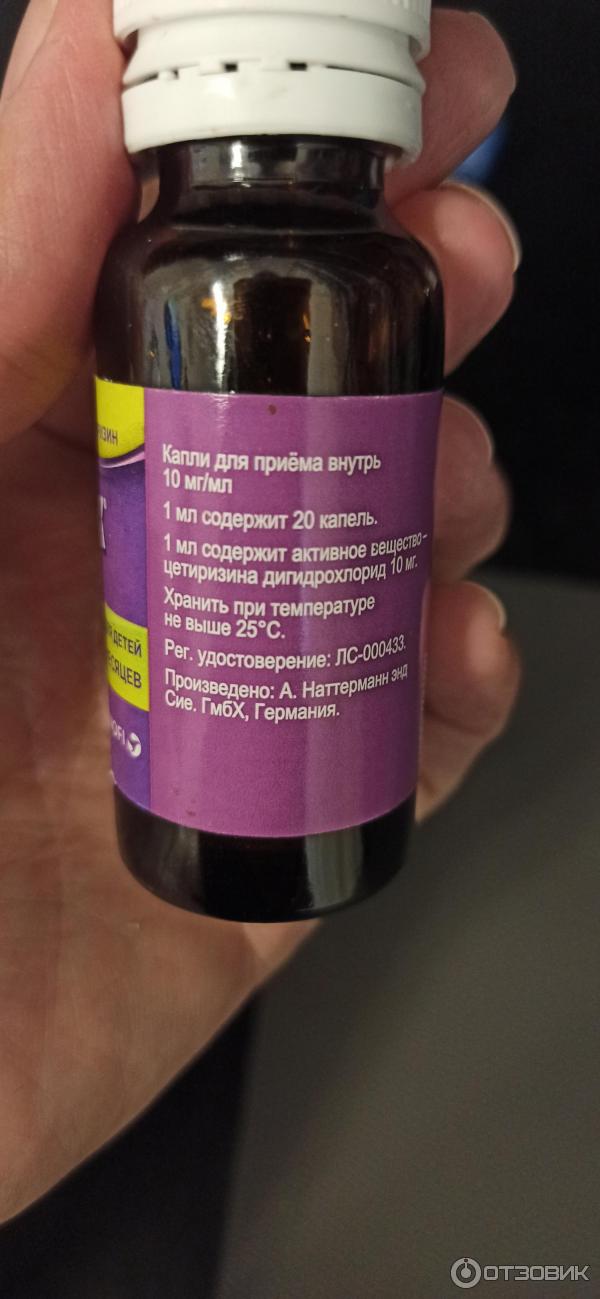 Капли для приёма внутрь
10 мг/мл
1 мл содержит 20 капель.
1 мл содержит активное вещество-
цетиризина дигидрохлорид 10 мг.
Хранить при температуре
не выше 25°С.
Рег. удостоверение: ЛС-000433.
Произведено: А. Наттерманн энд
Сие. ГмбХ, Германия.
ДЕТЕЙ
ОТЗОВИК